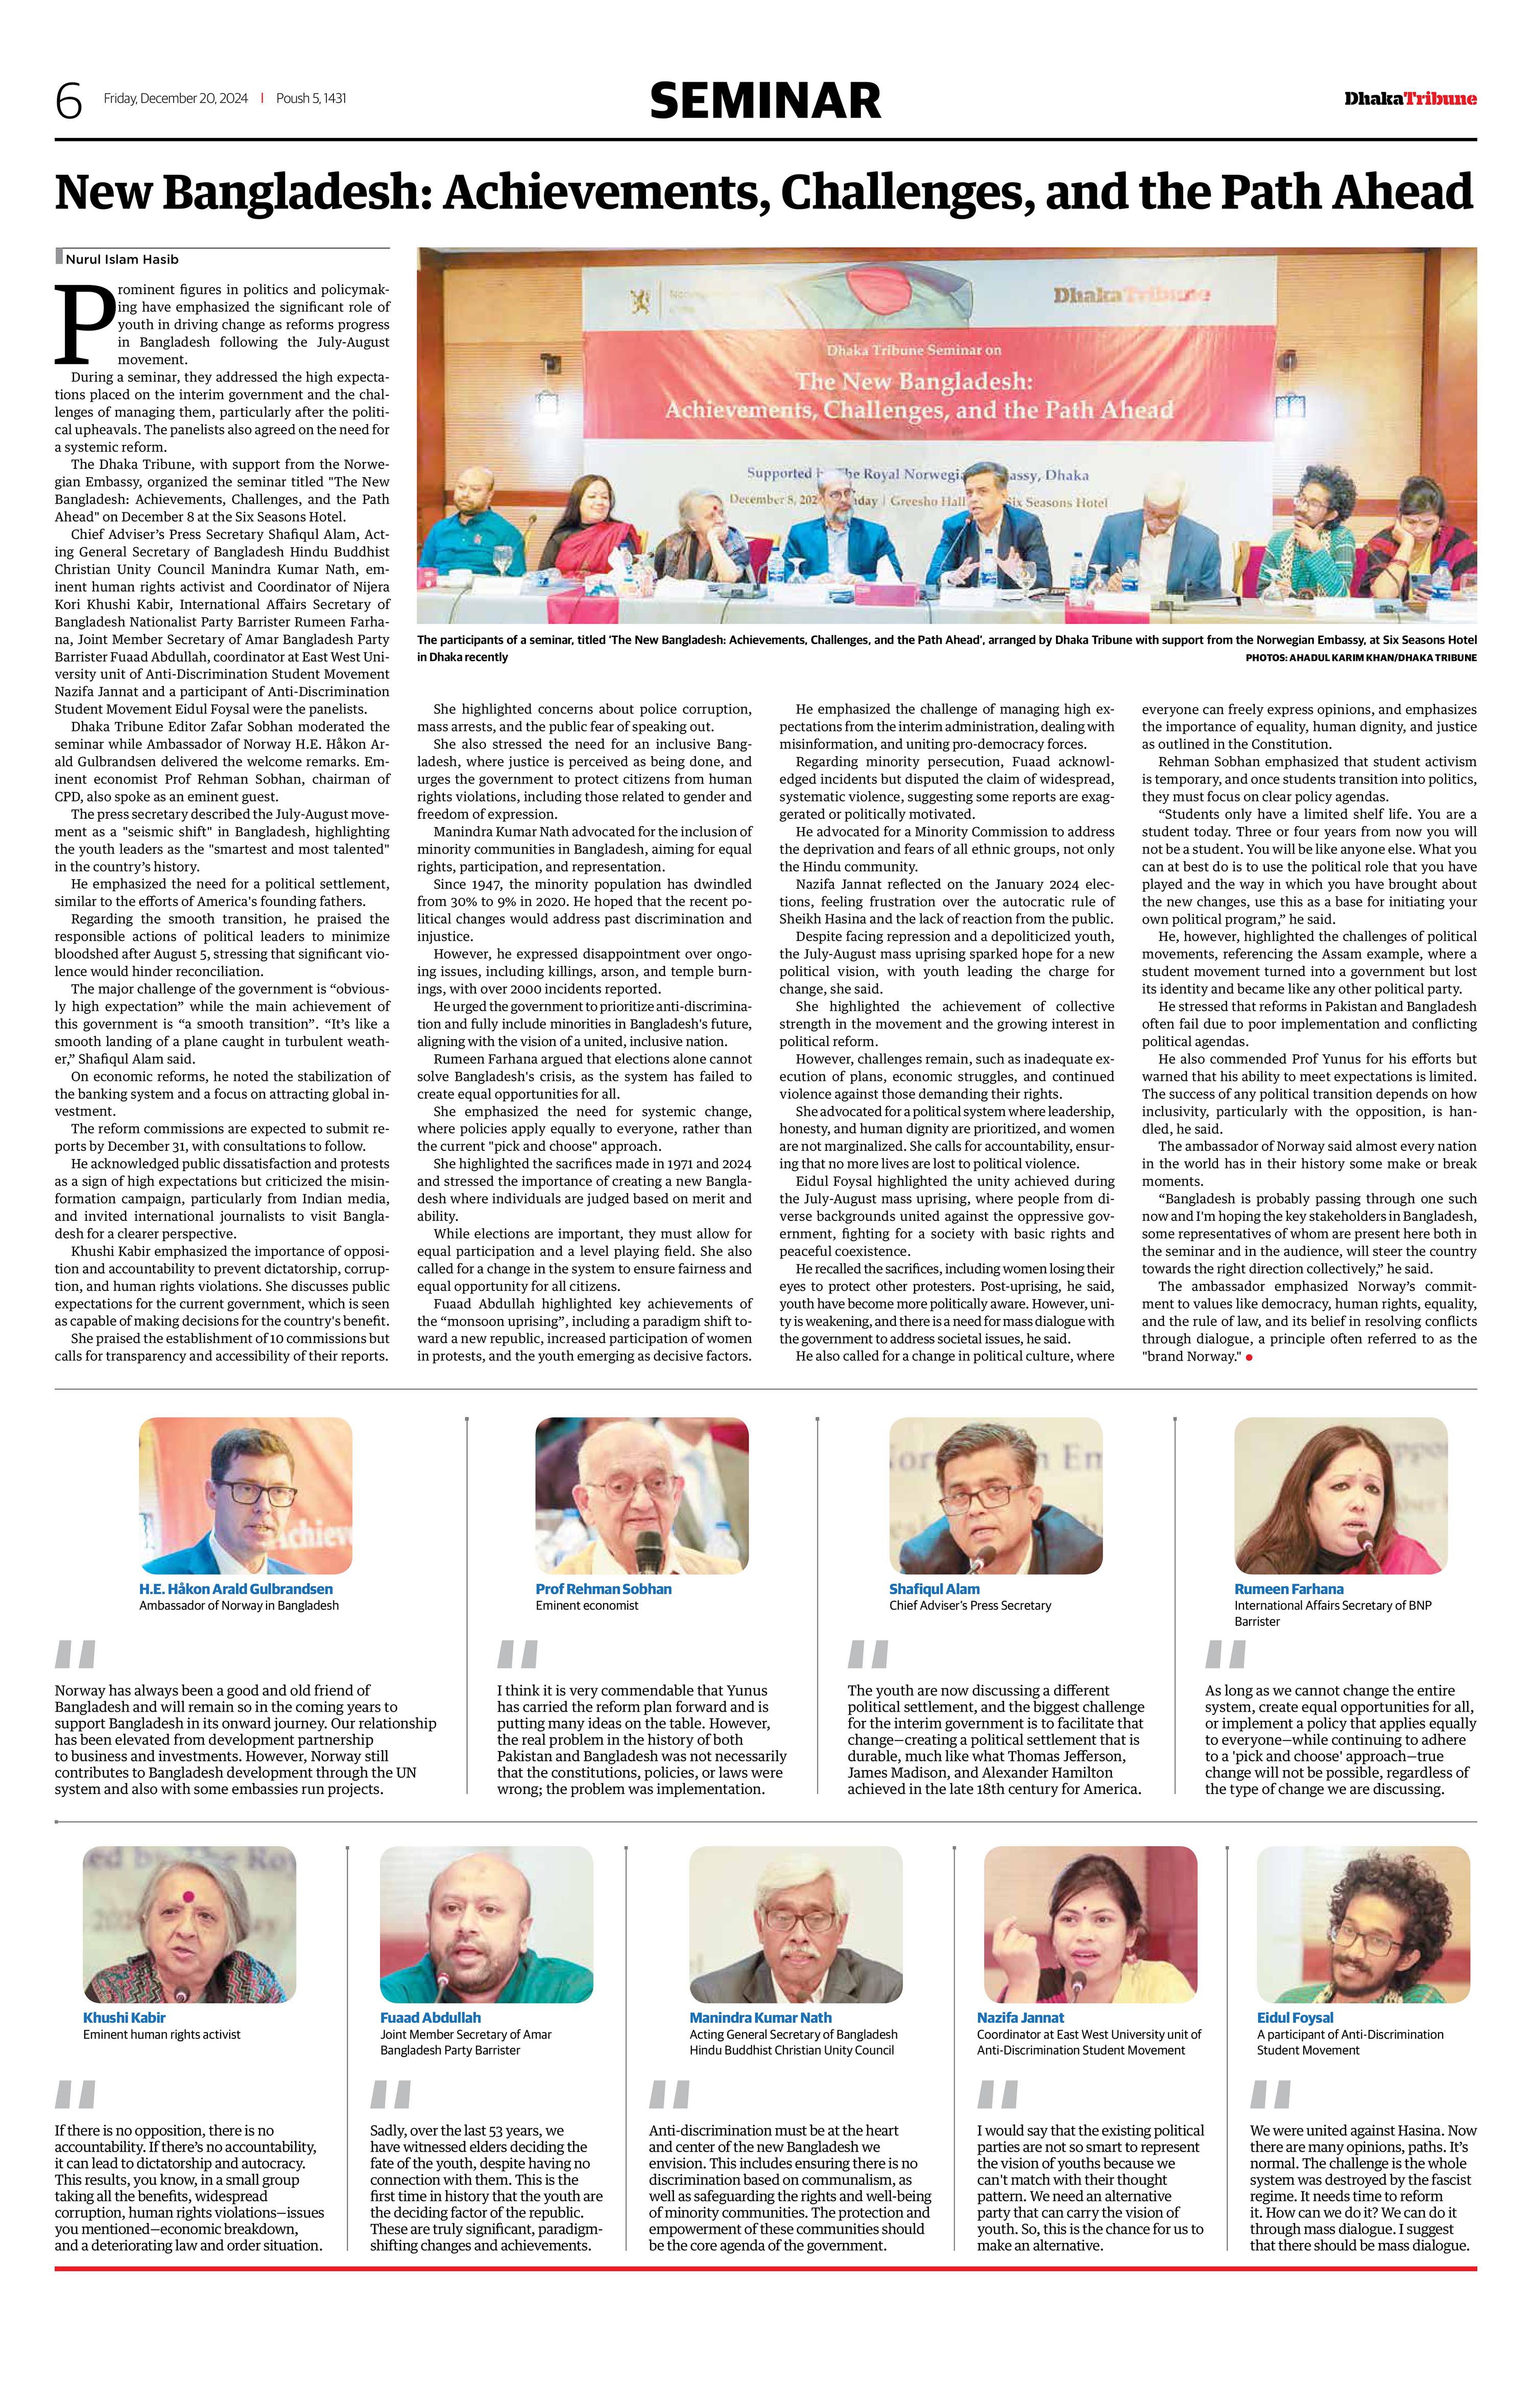 6
Friday, December 20, 2024 | Poush 5, 1431
SEMINAR
DhakaTribune
New Bangladesh: Achievements, Challenges, and the Path Ahead
Nurul Islam Hasib
Prominent figures in politics and policymak-
ing have emphasized the significant role of
youth in driving change as reforms progress
in Bangladesh following the July-August
movement.
During a seminar, they addressed the high expecta-
tions placed on the interim government and the chal-
lenges of managing them, particularly after the politi-
cal upheavals. The panelists also agreed on the need for
a systemic reform.
The Dhaka Tribune, with support from the Norwe-
gian Embassy, organized the seminar titled "The New
Bangladesh: Achievements, Challenges, and the Path
Ahead" on December 8 at the Six Seasons Hotel.
Chief Adviser’s Press Secretary Shafiqul Alam, Act-
ing General Secretary of Bangladesh Hindu Buddhist
Christian Unity Council Manindra Kumar Nath, em-
inent human rights activist and Coordinator of Nijera
Kori Khushi Kabir, International Affairs Secretary of
Bangladesh Nationalist Party Barrister Rumeen Farha-
na, Joint Member Secretary of Amar Bangladesh Party
Barrister Fuaad Abdullah, coordinator at East West Uni-
versity unit of Anti-Discrimination Student Movement
Nazifa Jannat and a participant of Anti-Discrimination
Student Movement Eidul Foysal were the panelists.
Dhaka Tribune Editor Zafar Sobhan moderated the
seminar while Ambassador of Norway H.E. Håkon Ar-
ald Gulbrandsen delivered the welcome remarks. Em-
inent economist Prof Rehman Sobhan, chairman of
CPD, also spoke as an eminent guest.
The press secretary described the July-August move-
ment as a "seismic shift" in Bangladesh, highlighting
the youth leaders as the "smartest and most talented"
in the country’s history.
He emphasized the need for a political settlement,
similar to the efforts of America's founding fathers.
Regarding the smooth transition, he praised the
responsible actions of political leaders to minimize
bloodshed after August 5, stressing that significant vio-
lence would hinder reconciliation.
The major challenge of the government is “obvious-
ly high expectation” while the main achievement of
this government is “a smooth transition”. “It’s like a
smooth landing of a plane caught in turbulent weath-
er,” Shafiqul Alam said.
On economic reforms, he noted the stabilization of
the banking system and a focus on attracting global in-
vestment.
The reform commissions are expected to submit re-
ports by December 31, with consultations to follow.
He acknowledged public dissatisfaction and protests
as a sign of high expectations but criticized the misin-
formation campaign, particularly from Indian media,
and invited international journalists to visit Bangla-
desh for a clearer perspective.
Khushi Kabir emphasized the importance of opposi-
tion and accountability to prevent dictatorship, corrup-
tion, and human rights violations. She discusses public
expectations for the current government, which is seen
as capable of making decisions for the country's benefit.
She praised the establishment of 10 commissions but
calls for transparency and accessibility of their reports.
DhakaTribune
Dhaka Tribune Seminar on
The New Bangladesh:
Achievements, Challenges, and the Path Ahead
Supported The Royal Norwegia assy, Dhaka
December 8, 202 nday | Greesho Hall Six Seasons Hotel
The participants of a seminar, titled ‘The New Bangladesh: Achievements, Challenges, and the Path Ahead’, arranged by Dhaka Tribune with support from the Norwegian Embassy, at Six Seasons Hotel
in Dhaka recently
PHOTOS: AHADUL KARIM KHAN/DHAKA TRIBUNE
She highlighted concerns about police corruption,
mass arrests, and the public fear of speaking out.
She also stressed the need for an inclusive Bang-
ladesh, where justice is perceived as being done, and
urges the government to protect citizens from human
rights violations, including those related to gender and
freedom of expression.
Manindra Kumar Nath advocated for the inclusion of
minority communities in Bangladesh, aiming for equal
rights, participation, and representation.
Since 1947, the minority population has dwindled
from 30% to 9% in 2020. He hoped that the recent po-
litical changes would address past discrimination and
injustice.
However, he expressed disappointment over ongo-
ing issues, including killings, arson, and temple burn-
ings, with over 2000 incidents reported.
He urged the government to prioritize anti-discrimina-
tion and fully include minorities in Bangladesh's future,
aligning with the vision of a united, inclusive nation.
Rumeen Farhana argued that elections alone cannot
solve Bangladesh's crisis, as the system has failed to
create equal opportunities for all.
She emphasized the need for systemic change,
where policies apply equally to everyone, rather than
the current "pick and choose" approach.
She highlighted the sacrifices made in 1971 and 2024
and stressed the importance of creating a new Bangla-
desh where individuals are judged based on merit and
ability.
While elections are important, they must allow for
equal participation and a level playing field. She also
called for a change in the system to ensure fairness and
equal opportunity for all citizens.
Fuaad Abdullah highlighted key achievements of
the “monsoon uprising”, including a paradigm shift to-
ward a new republic, increased participation of women
in protests, and the youth emerging as decisive factors.
He emphasized the challenge of managing high ex-
pectations from the interim administration, dealing with
misinformation, and uniting pro-democracy forces.
Regarding minority persecution, Fuaad acknowl-
edged incidents but disputed the claim of widespread,
systematic violence, suggesting some reports are exag-
gerated or politically motivated.
He advocated for a Minority Commission to address
the deprivation and fears of all ethnic groups, not only
the Hindu community.
Nazifa Jannat reflected on the January 2024 elec-
tions, feeling frustration over the autocratic rule of
Sheikh Hasina and the lack of reaction from the public.
Despite facing repression and a depoliticized youth,
the July-August mass uprising sparked hope for a new
political vision, with youth leading the charge for
change, she said.
She highlighted the achievement of collective
strength in the movement and the growing interest in
political reform.
However, challenges remain, such as inadequate ex-
ecution of plans, economic struggles, and continued
violence against those demanding their rights.
She advocated for a political system where leadership,
honesty, and human dignity are prioritized, and women
are not marginalized. She calls for accountability, ensur-
ing that no more lives are lost to political violence.
Eidul Foysal highlighted the unity achieved during
the July-August mass uprising, where people from di-
verse backgrounds united against the oppressive gov-
ernment, fighting for a society with basic rights and
peaceful coexistence.
He recalled the sacrifices, including women losing their
eyes to protect other protesters. Post-uprising, he said,
youth have become more politically aware. However, uni-
ty is weakening, and there is a need for mass dialogue with
the government to address societal issues, he said.
He also called for a change in political culture, where
everyone can freely express opinions, and emphasizes
the importance of equality, human dignity, and justice
as outlined in the Constitution.
Rehman Sobhan emphasized that student activism
is temporary, and once students transition into politics,
they must focus on clear policy agendas.
“Students only have a limited shelf life. You are a
student today. Three or four years from now you will
not be a student. You will be like anyone else. What you
can at best do is to use the political role that you have
played and the way in which you have brought about
the new changes, use this as a base for initiating your
own political program,” he said.
He, however, highlighted the challenges of political
movements, referencing the Assam example, where a
student movement turned into a government but lost
its identity and became like any other political party.
He stressed that reforms in Pakistan and Bangladesh
often fail due to poor implementation and conflicting
political agendas.
He also commended Prof Yunus for his efforts but
warned that his ability to meet expectations is limited.
The success of any political transition depends on how
inclusivity, particularly with the opposition, is han-
dled, he said.
The ambassador of Norway said almost every nation
in the world has in their history some make or break
moments.
“Bangladesh is probably passing through one such
now and I'm hoping the key stakeholders in Bangladesh,
some representatives of whom are present here both in
the seminar and in the audience, will steer the country
towards the right direction collectively,” he said.
The ambassador emphasized Norway’s commit-
ment to values like democracy, human rights, equality,
and the rule of law, and its belief in resolving conflicts
through dialogue, a principle often referred to as the
"brand Norway."
H.E. Håkon Arald Gulbrandsen
Ambassador of Norway in Bangladesh
Norway has always been a good and old friend of
Bangladesh and will remain so in the coming years to
support Bangladesh in its onward journey. Our relationship
has been elevated from development partnership
to business and investments. However, Norway still
contributes to Bangladesh development through the UN
system and also with some embassies run projects.
Prof Rehman Sobhan
Eminent economist
I think it is very commendable that Yunus
has carried the reform plan forward and is
putting many ideas on the table. However,
the real problem in the history of both
Pakistan and Bangladesh was not necessarily
that the constitutions, policies, or laws were
wrong; the problem was implementation.
Shafiqul Alam
Chief Adviser’s Press Secretary
The youth are now discussing a different
political settlement, and the biggest challenge
for the interim government is to facilitate that
change—creating a political settlement that is
durable, much like what Thomas Jefferson,
James Madison, and Alexander Hamilton
achieved in the late 18th century for America.
Rumeen Farhana
International Affairs Secretary of BNP
Barrister
As long as we cannot change the entire
system, create equal opportunities for all,
or implement a policy that applies equally
to everyone—while continuing to adhere
to a 'pick and choose' approach—true
change will not be possible, regardless of
the type of change we are discussing.
Khushi Kabir
Eminent human rights activist
If there is no opposition, there is no
accountability. If there’s no accountability,
it can lead to dictatorship and autocracy.
This results, you know, in a small group
taking all the benefits, widespread
corruption, human rights violations—issues
you mentioned—economic breakdown,
and a deteriorating law and order situation.
Fuaad Abdullah
Joint Member Secretary of Amar
Bangladesh Party Barrister
Sadly, over the last 53 years, we
have witnessed elders deciding the
fate of the youth, despite having no
connection with them. This is the
first time in history that the youth are
the deciding factor of the republic.
These are truly significant, paradigm-
shifting changes and achievements.
Manindra Kumar Nath
Acting General Secretary of Bangladesh
Hindu Buddhist Christian Unity Council
Anti-discrimination must be at the heart
and center of the new Bangladesh we
envision. This includes ensuring there is no
discrimination based on communalism, as
well as safeguarding the rights and well-being
of minority communities. The protection and
empowerment of these communities should
be the core agenda of the government.
Nazifa Jannat
Coordinator at East West University unit of
Anti-Discrimination Student Movement
I would say that the existing political
parties are not so smart to represent
the vision of youths because we
can't match with their thought
pattern. We need an alternative
party that can carry the vision of
youth. So, this is the chance for us to
make an alternative.
Eidul Foysal
A participant of Anti-Discrimination
Student Movement
We were united against Hasina. Now
there are many opinions, paths. It’s
normal. The challenge is the whole
system was destroyed by the fascist
regime. It needs time to reform
it. How can we do it? We can do it
through mass dialogue. I suggest
that there should be mass dialogue.